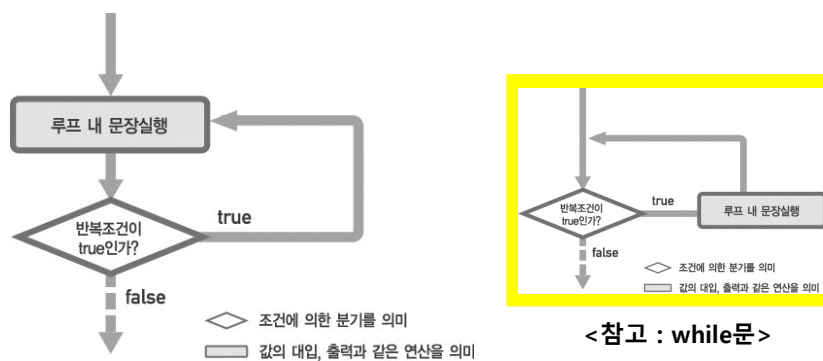 루프 내 문장실행
반복조건이
true인가?
true
false
조건에 의한 분기를 의미
값의 대입, 출력과 같은 연산을 의미
반복조건이
true인가?
true
루프 내 문장실행
false
조건에 의한 분기를 의미
값의 대입, 출력과 같은 연산을 의미
<참고 : while문>